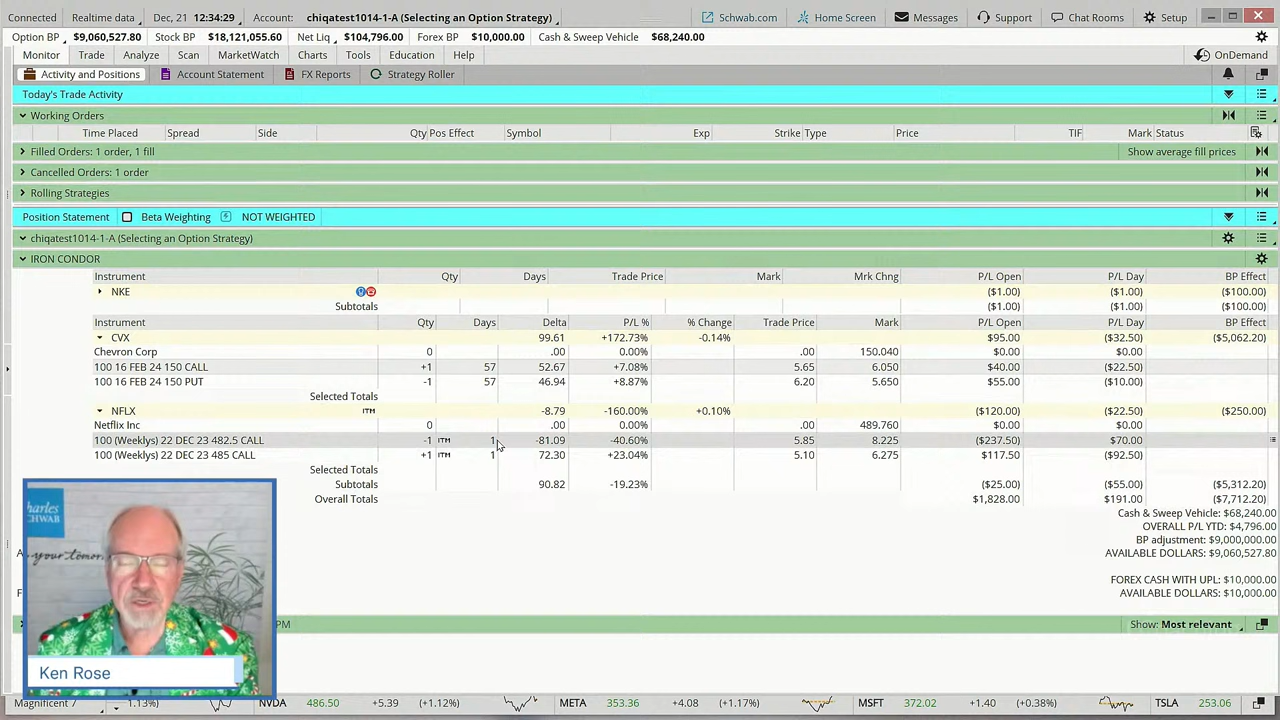 Connected Realtime data Dec, 21 12:34:29 Account: chiqatest1014-1-A (Selecting an Option Strategy) Schwab.com Home Screen Messages Support Chat Rooms Setup
Option BP $9,060,527.80 Stock BP $18,121,055.60 Net Liq $104,796.00 Forex BP $10,000.00 Cash & Sweep Vehicle $68,240.00
Monitor Trade Analyze Scan MarketWatch Charts Tools Education Help OnDemand
Activity and Positions Account Statement FX Reports Strategy Roller
Today's Trade Activity
Working Orders
Time Placed Spread Side Qty Pos Effect Symbol Exp Strike Type Price TIF Mark Status
Filled Orders: 1 order, 1 fill Show average fill prices
Cancelled Orders: 1 order
Rolling Strategies
Position Statement Beta Weighting NOT WEIGHTED
chiqatest1014-1-A (Selecting an Option Strategy)
IRON CONDOR
Instrument Qty Days Trade Price Mark Mrk Chng P/L Open P/L Day BP Effect
NKE ($1.00) ($1.00) ($100.00)
Subtotals ($1.00) ($1.00) ($100.00)
Instrument Qty Days Delta P/L % % Change Trade Price Mark P/L Open P/L Day BP Effect
CVX 99.61 +172.73% -0.14% $95.00 ($32.50) ($5,062.20)
Chevron Corp 0 .00 0.00% .00 150.040 $0.00 $0.00
100 16 FEB 24 150 CALL +1 57 52.67 +7.08% 5.65 6.050 $40.00 ($22.50)
100 16 FEB 24 150 PUT -1 57 46.94 +8.87% 6.20 5.650 $55.00 ($10.00)
Selected Totals
NFLX ITM -8.79 -160.00% +0.10% ($120.00) ($22.50) ($250.00)
Netflix Inc 0 .00 0.00% .00 489.760 $0.00 $0.00
100 (Weeklys) 22 DEC 23 482.5 CALL -1 ITM 1 -81.09 -40.60% 5.85 8.225 ($237.50) $70.00
100 (Weeklys) 22 DEC 23 485 CALL +1 ITM 1 72.30 +23.04% 5.10 6.275 $117.50 ($92.50)
Selected Totals
Subtotals 90.82 -19.23% ($25.00) ($55.00) ($5,312.20)
Overall Totals $1,828.00 $191.00 ($7,712.20)
Cash & Sweep Vehicle: $68,240.00
OVERALL P/L YTD: $4,796.00
BP adjustment: $9,000,000.00
AVAILABLE DOLLARS: $9,060,527.80
FOREX CASH WITH UPL: $10,000.00
AVAILABLE DOLLARS: $10,000.00
PM Show: Most relevant
harles
CHWAB
your tomor
Ken Rose
Magnificent 7 1.13%) NVDA 486.50 +5.39 (+1.12%) META 353.36 +4.08 (+1.17%) MSFT 372.02 +1.40 (+0.38%) TSLA 253.06